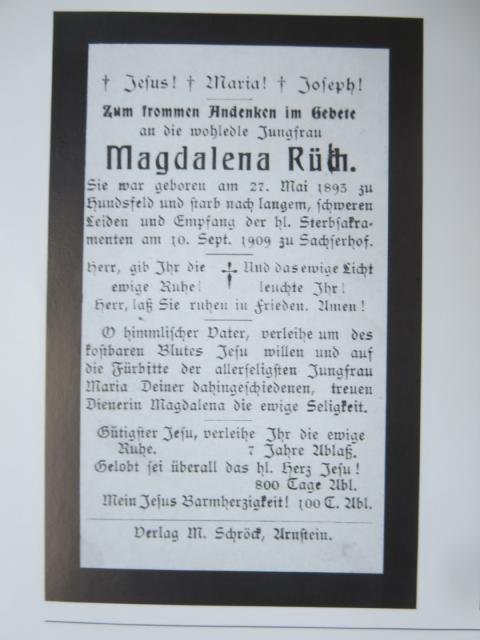 † Jesus! † Maria! † Joseph!
Zum frommen Andenken im Gebete
an die wohledle Jungfrau
Magdalena Rüth.
Sie war geboren am 27. Mai 1893 zu
Hundsfeld und starb nach langem, schweren
Leiden und Empfang der hl. Sterbsakra-
menten am 10. Sept. 1909 zu Sachserhof.
Herr, gib Ihr die † Und das ewige Licht
ewige Ruhe! leuchte Ihr!
Herr, laß Sie ruhen in Frieden. Amen!
O himmlischer Vater, verleihe um des
kostbaren Blutes Jesu willen und auf
die Fürbitte der allerseligsten Jungfrau
Maria Deiner dahingeschiedenen, treuen
Dienerin Magdalena die ewige Seligkeit.
Gütigster Jesu, verleihe Ihr die ewige
Ruhe. 7 Jahre Ablaß.
Gelobt sei überall das hl. Herz Jesu!
800 Tage Abl.
Mein Jesus Barmherzigkeit! 100 T. Abl.
Verlag M. Schröck, Arnstein.